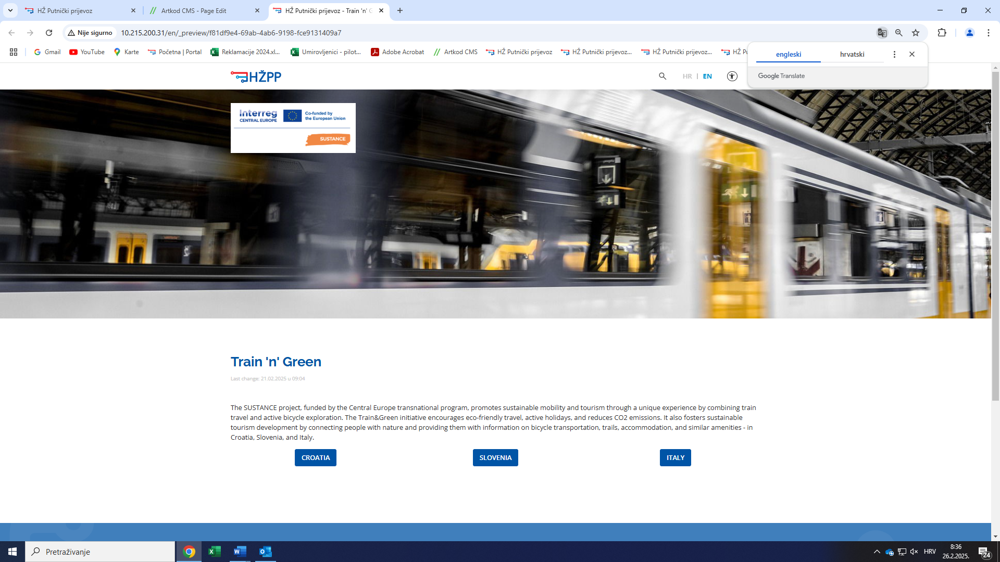 HŽ Putnički prijevoz
Artkod CMS - Page Edit
HŽ Putnički prijevoz - Train 'n'
Nije sigurno
10.215.200.31/en/_preview/f81df9e4-69ab-4ab6-9198-fce9131409a7
Gmail
YouTube
Karte
Početna | Portal
Reklamacije 2024.xl...
Umirovljenici - pilot...
Adobe Acrobat
Artkod CMS
HŽ Putnički prijevoz
HŽ Putnički prijevoz...
HŽ Putnički prijevoz...
engleski
hrvatski
Google Translate
HŽPP
HR | EN
Interreg
CENTRAL EUROPE
Co-funded by
the European Union
SUSTANCE
Train 'n' Green
Last change: 21.02.2025 u 09:04
The SUSTANCE project, funded by the Central Europe transnational program, promotes sustainable mobility and tourism through a unique experience by combining train
travel and active bicycle exploration. The Train&Green initiative encourages eco-friendly travel, active holidays, and reduces CO2 emissions. It also fosters sustainable
tourism development by connecting people with nature and providing them with information on bicycle transportation, trails, accommodation, and similar amenities - in
Croatia, Slovenia, and Italy.
CROATIA
SLOVENIA
ITALY
Pretraživanje
HRV
8:36
26.2.2025.
24